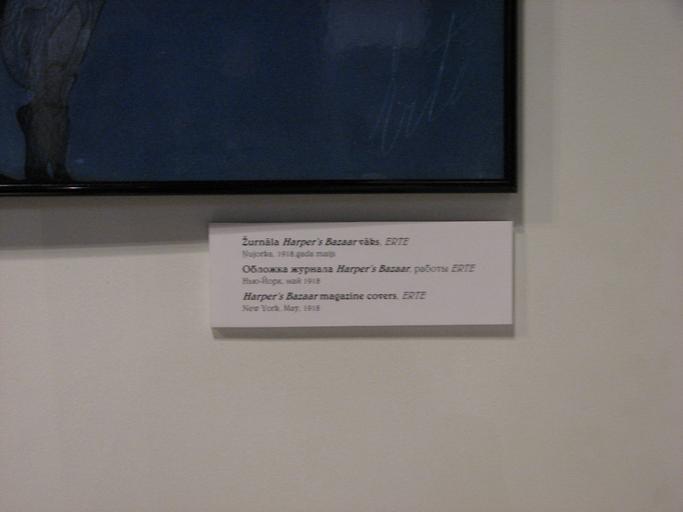 Erté
Žurnāla Harper's Bazaar vāks, ERTE
Ņujorka, 1918.gada maijs
Обложка журнала Harper's Bazaar, работы ERTE
Нью-Йорк, май 1918
Harper's Bazaar magazine covers, ERTE
New York, May, 1918